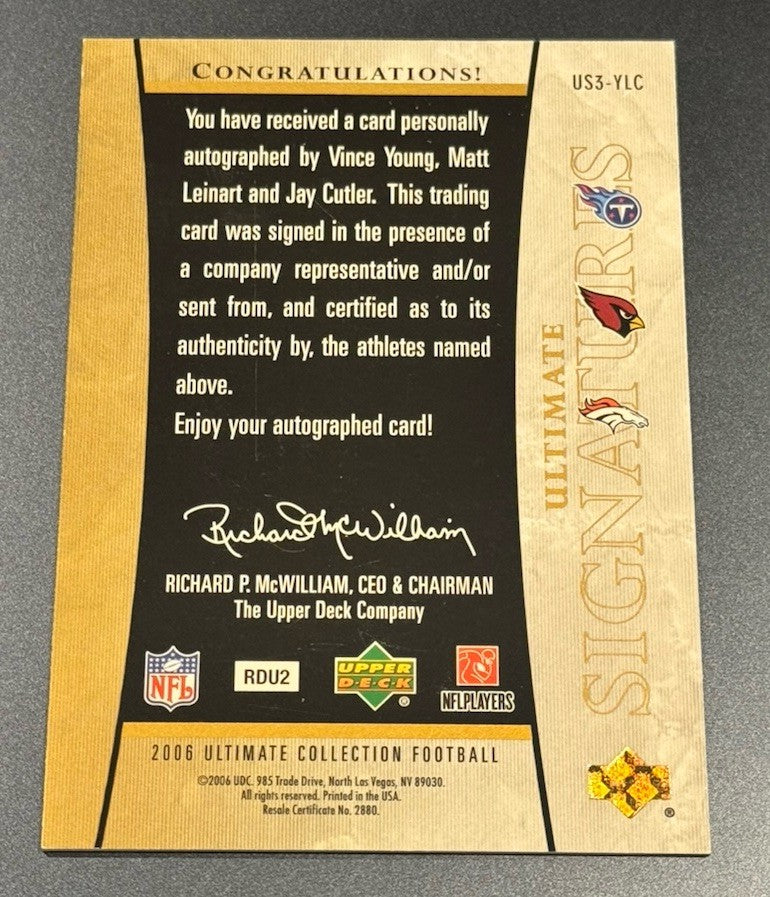 CONGRATULATIONS!
US3-YLC
You have received a card personally
autographed by Vince Young, Matt
Leinart and Jay Cutler. This trading
card was signed in the presence of
a company representative and/or
sent from, and certified as to its
authenticity by, the athletes named
above.
Enjoy your autographed card!
Richard McWilliam
RICHARD P. McWILLIAM, CEO & CHAIRMAN
The Upper Deck Company
NFL
RDU2
UPPER
D·E·C·K
®
NFLPLAYERS
2006 ULTIMATE COLLECTION FOOTBALL
©2006 UDC. 985 Trade Drive, North Las Vegas, NV 89030.
All rights reserved. Printed in the USA.
Resale Certificate No. 2880.
ULTIMATE
SIGNATURES
T
®